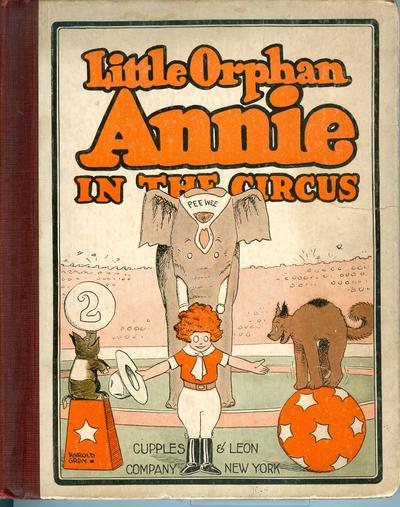 Little Orphan
Annie
IN THE CIRCUS
PEE WEE
2
HAROLD
GRAY
CUPPLES & LEON
COMPANY NEW YORK